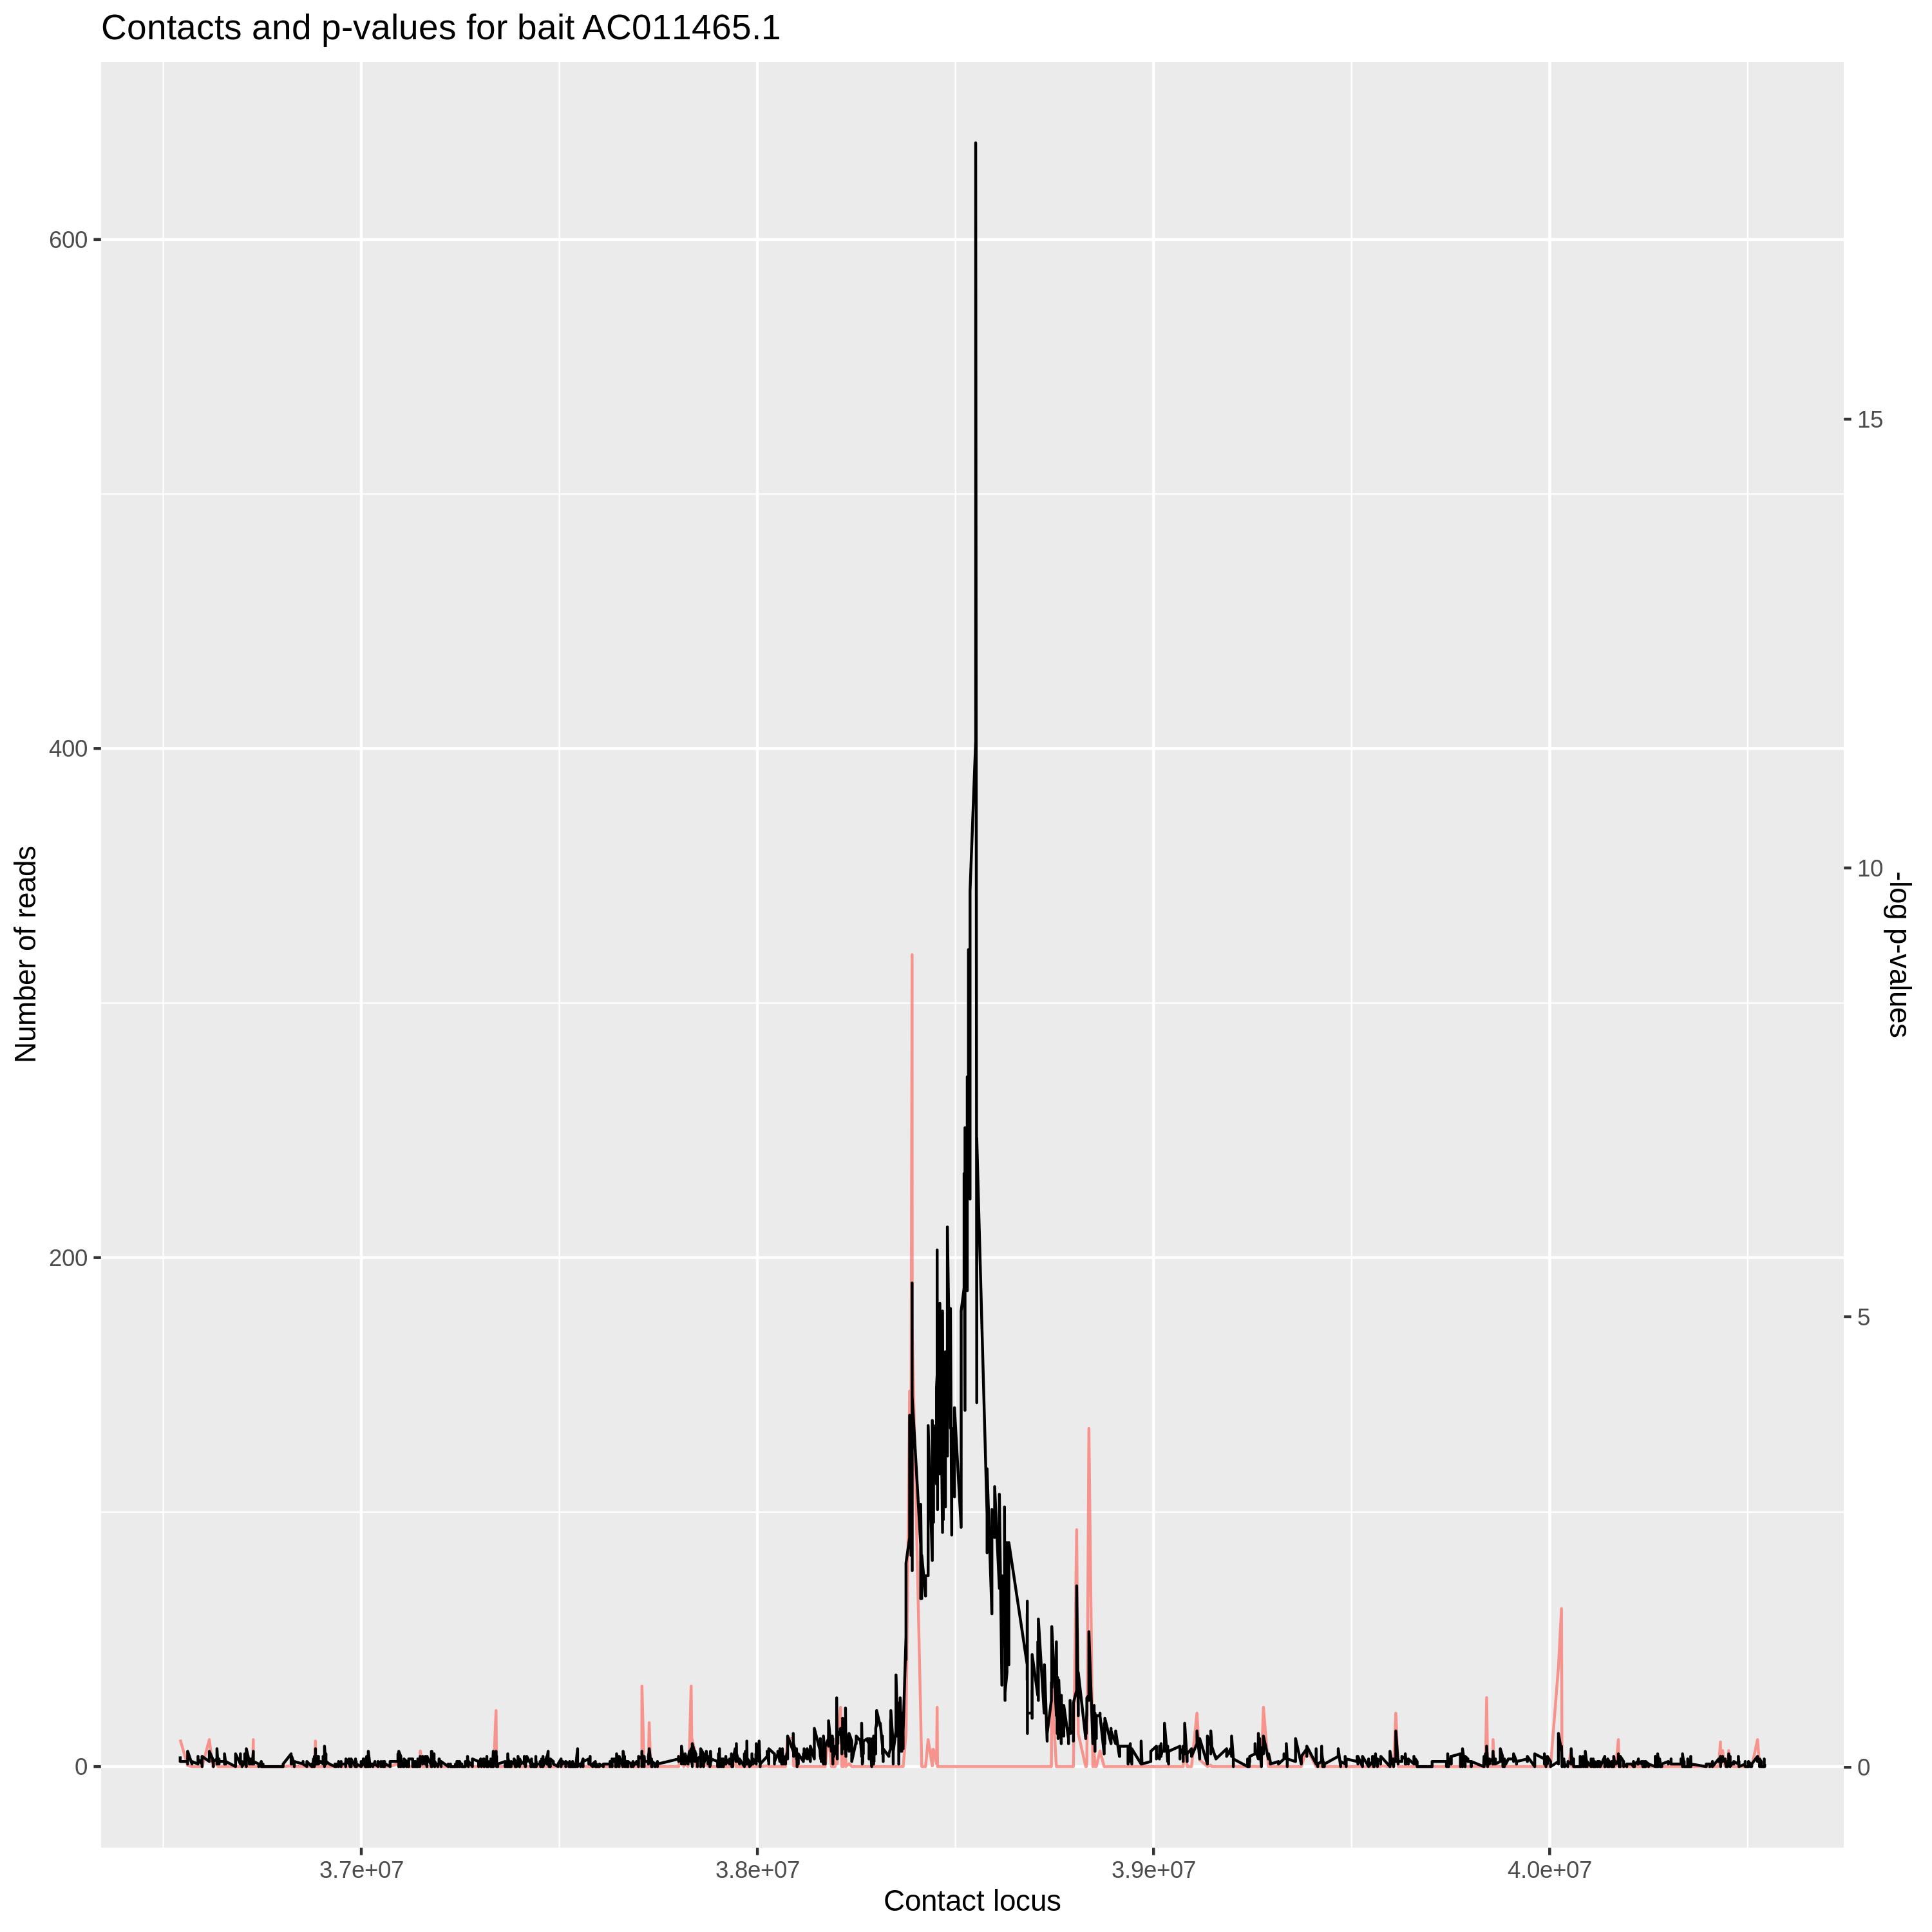 Contacts and p-values for bait AC011465.1
600
400
200
0
Number of reads
15
10
5
0
-log p-values
3.7e+07
3.8e+07
3.9e+07
4.0e+07
Contact locus